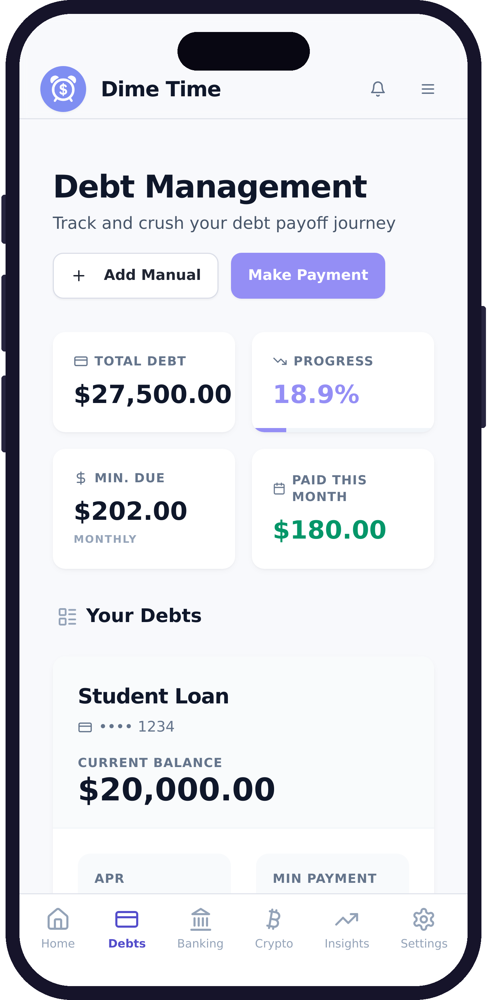 Dime Time
Debt Management
Track and crush your debt payoff journey
Add Manual
Make Payment
TOTAL DEBT
$27,500.00
PROGRESS
18.9%
MIN. DUE
$202.00
MONTHLY
PAID THIS
MONTH
$180.00
Your Debts
Student Loan
•••• 1234
CURRENT BALANCE
$20,000.00
APR
MIN PAYMENT
Home
Debts
Banking
Crypto
Insights
Settings